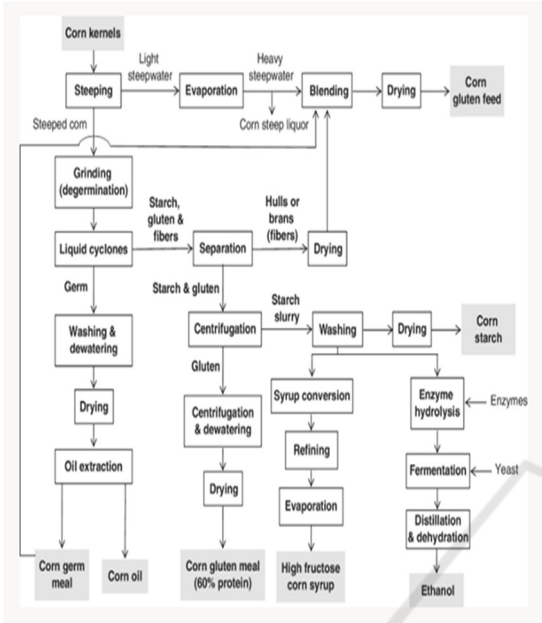 Corn kernels
Light
steepwater
Heavy
steepwater
Steeping
Evaporation
Blending
Drying
Corn
gluten feed
Steeped corn
Corn steep liquor
Grinding
(degermination)
Starch,
gluten &
fibers
Hulls or
brans
(fibers)
Liquid cyclones
Separation
Drying
Germ
Starch & gluten
Starch
slurry
Washing &
dewatering
Centrifugation
Washing
Drying
Corn
starch
Gluten
Drying
Centrifugation
& dewatering
Syrup conversion
Enzyme
hydrolysis
Enzymes
Refining
Oil extraction
Drying
Fermentation
Yeast
Evaporation
Distillation
& dehydration
Corn germ
meal
Corn oil
Corn gluten meal
(60% protein)
High fructose
corn syrup
Ethanol